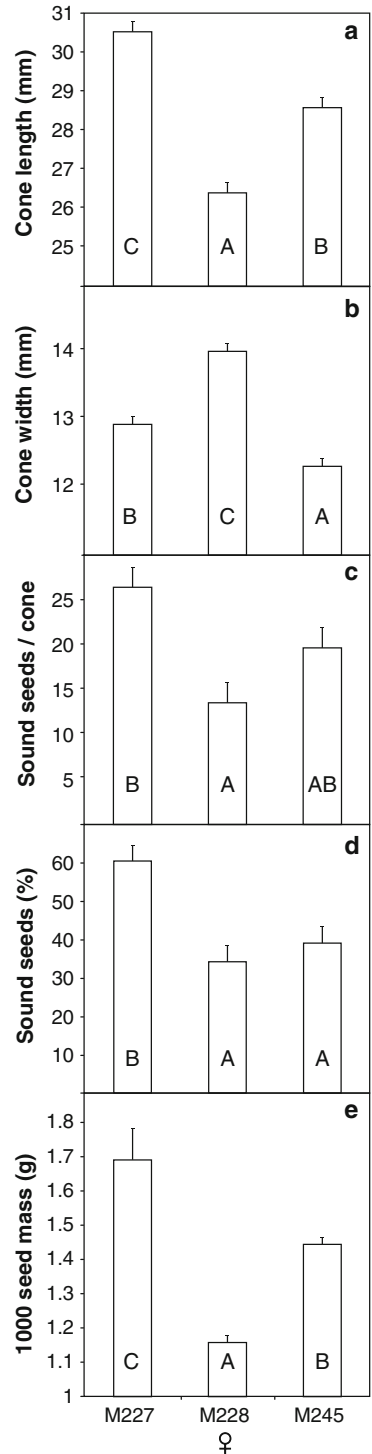 a
Cone length (mm)
31
30
29
28
27
26
25
C A B
b
Cone width (mm)
14
13
12
B C A
c
Sound seeds / cone
25
20
15
10
5
B A AB
d
Sound seeds (%)
60
50
40
30
20
10
B A A
e
1000 seed mass (g)
1.8
1.7
1.6
1.5
1.4
1.3
1.2
1.1
1
C A B
M227 M228 M245
♀